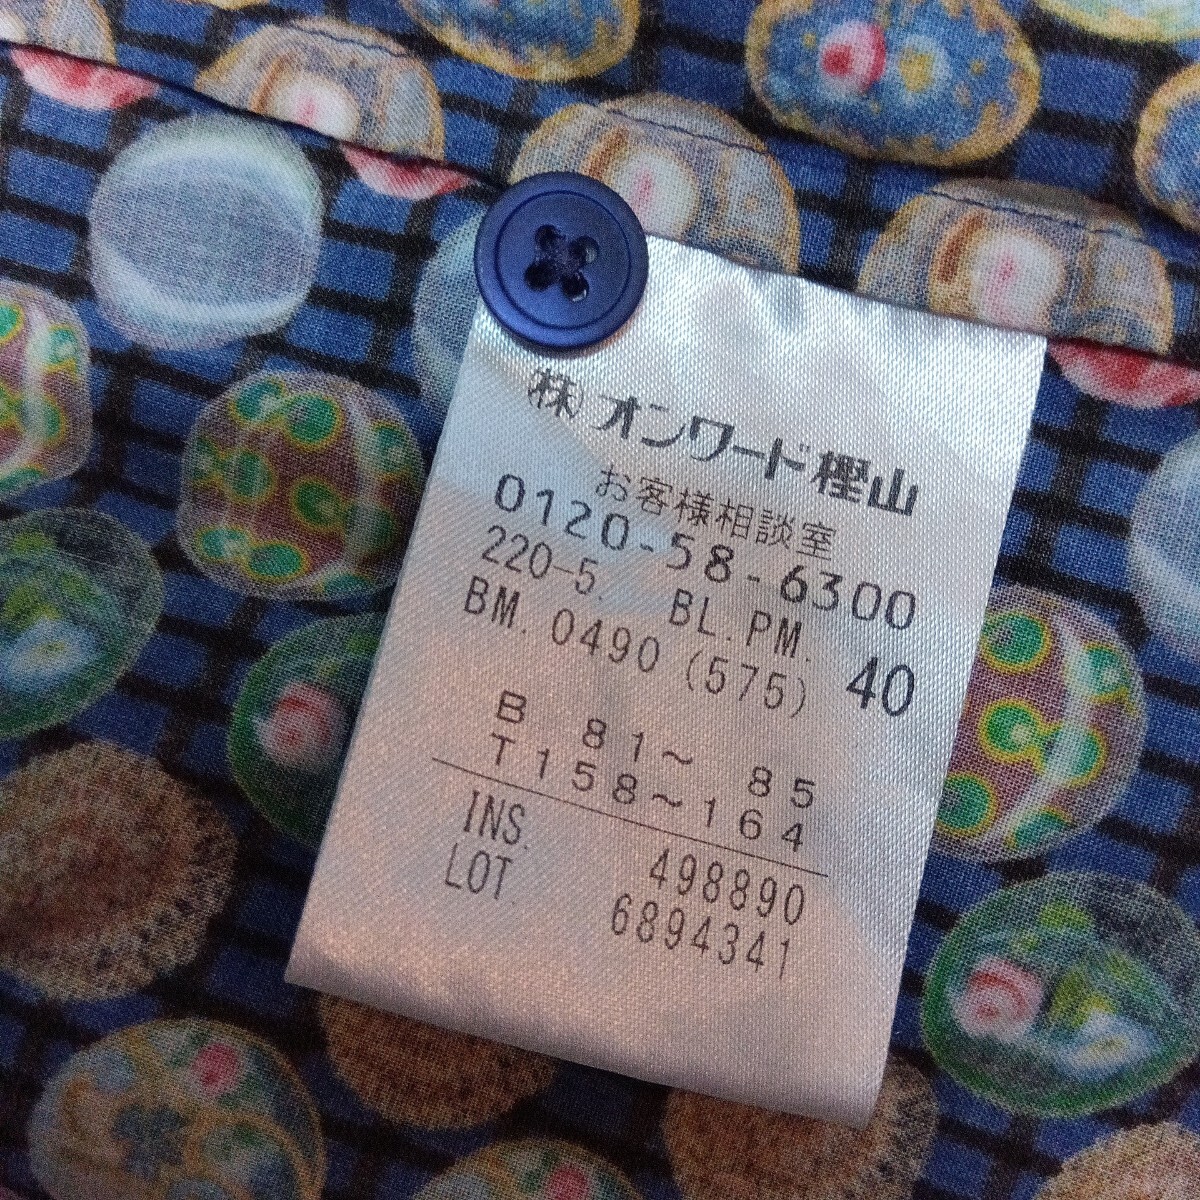 ㈱オンワード樫山
お客様相談室
0120-58-6300
220-5. BL.PM.
BM.0490(575) 40
B 81〜 85
T158〜164
INS. 498890
LOT. 6894341